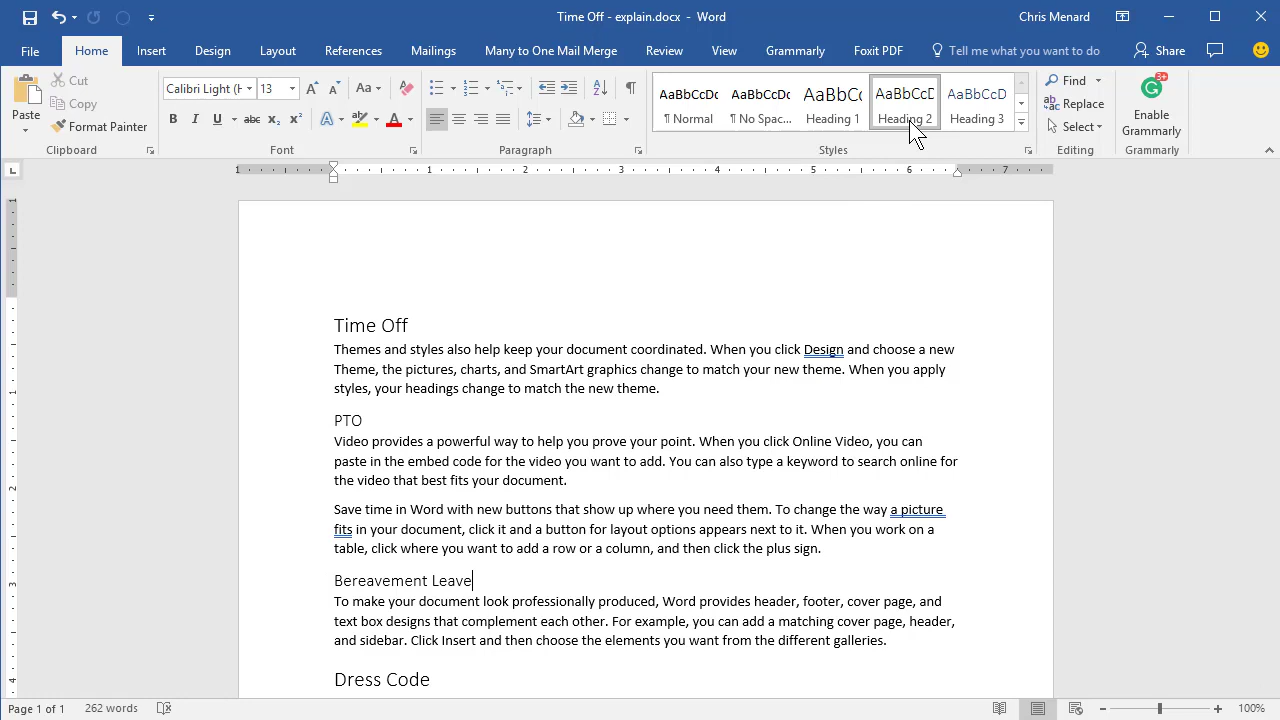 Time Off - explain.docx - Word
Chris Menard
File Home Insert Design Layout References Mailings Many to One Mail Merge Review View Grammarly Foxit PDF Tell me what you want to do Share
Cut
Copy
Format Painter
Paste
Clipboard
Calibri Light (H 13
Font
Paragraph
AaBbCcDc AaBbCcDc AaBbCc AaBbCcD AaBbCcD
¶ Normal ¶ No Spac... Heading 1 Heading 2 Heading 3
Styles
Find
Replace
Select
Editing
Enable
Grammarly
Grammarly
Time Off
Themes and styles also help keep your document coordinated. When you click Design and choose a new
Theme, the pictures, charts, and SmartArt graphics change to match your new theme. When you apply
styles, your headings change to match the new theme.
PTO
Video provides a powerful way to help you prove your point. When you click Online Video, you can
paste in the embed code for the video you want to add. You can also type a keyword to search online for
the video that best fits your document.
Save time in Word with new buttons that show up where you need them. To change the way a picture
fits in your document, click it and a button for layout options appears next to it. When you work on a
table, click where you want to add a row or a column, and then click the plus sign.
Bereavement Leave
To make your document look professionally produced, Word provides header, footer, cover page, and
text box designs that complement each other. For example, you can add a matching cover page, header,
and sidebar. Click Insert and then choose the elements you want from the different galleries.
Dress Code
Page 1 of 1 262 words 100%